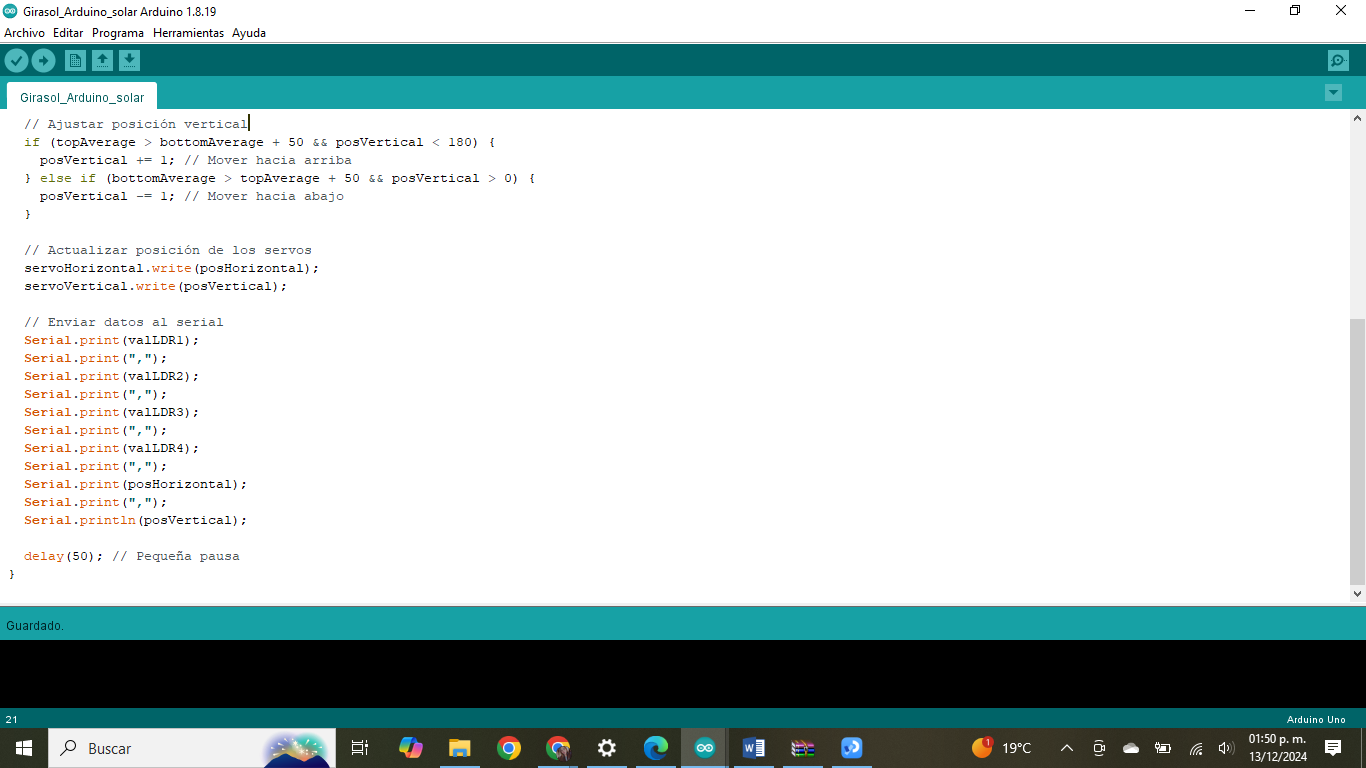 Girasol_Arduino_solar Arduino 1.8.19
Archivo Editar Programa Herramientas Ayuda
Girasol_Arduino_solar
// Ajustar posición vertical
if (topAverage > bottomAverage + 50 && posVertical < 180) {
posVertical += 1; // Mover hacia arriba
} else if (bottomAverage > topAverage + 50 && posVertical > 0) {
posVertical -= 1; // Mover hacia abajo
}
// Actualizar posición de los servos
servoHorizontal.write(posHorizontal);
servoVertical.write(posVertical);
// Enviar datos al serial
Serial.print(valLDR1);
Serial.print(",");
Serial.print(valLDR2);
Serial.print(",");
Serial.print(valLDR3);
Serial.print(",");
Serial.print(valLDR4);
Serial.print(",");
Serial.print(posHorizontal);
Serial.print(",");
Serial.println(posVertical);
delay(50); // Pequeña pausa
}
Guardado.
21 Arduino Uno
Buscar
1
19°C
01:50 p. m.
13/12/2024